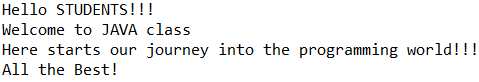 Hello STUDENTS!!!
Welcome to JAVA class
Here starts our journey into the programming world!!!
All the Best!